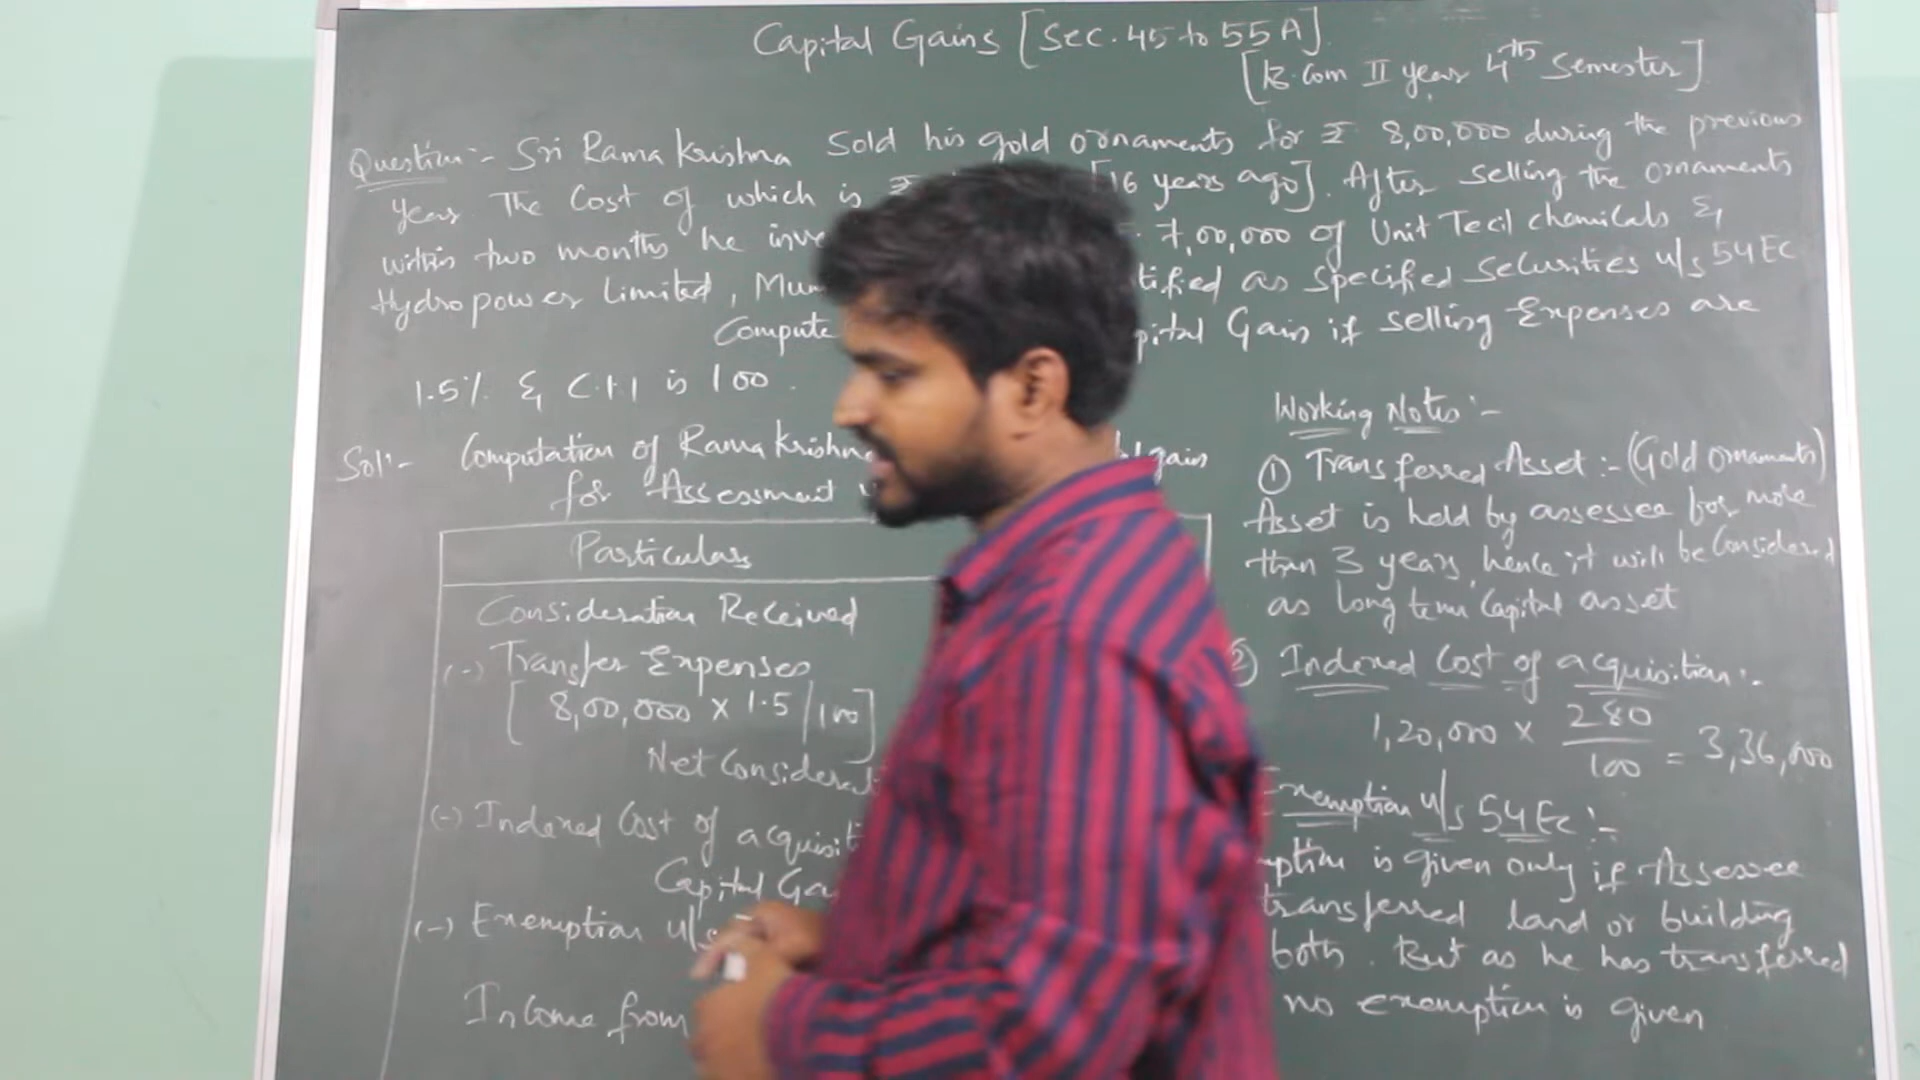 Capital Gains [Sec. 45 to 55A]
[B.Com II year 4th Semester]
Question:- Sri Rama Krishna Sold his gold ornaments for ₹ 8,00,000 during the previous
year. The Cost of which is ₹ [16 years ago]. After selling the ornaments
within two months he 7,00,000 of Unit Tecil chemicals &
Hydropower Limited, as specified securities u/s 54EC
Compute Gain if selling Expenses are
1.5% & C.I.I is 100.
Sol:- Computation of Rama Krishna gain
for Assessment
Particulars
Consideration Received
(-) Transfer Expenses
[8,00,000 x 1.5/100]
Net
(-) Indexed Cost of
Capital
(-) Exemption u/s
Income from
Working Notes:-
① Transferred Asset:- (Gold ornaments)
Asset is held by assessee for more
than 3 years, hence it will be Considered
as long term Capital asset
② Indexed Cost of acquisition:-
1,20,000 x 280/100 = 3,36,000
Exemption u/s 54EC:-
is given only if Assessee
transferred land or building
both. But as he has transferred
no exemption is given